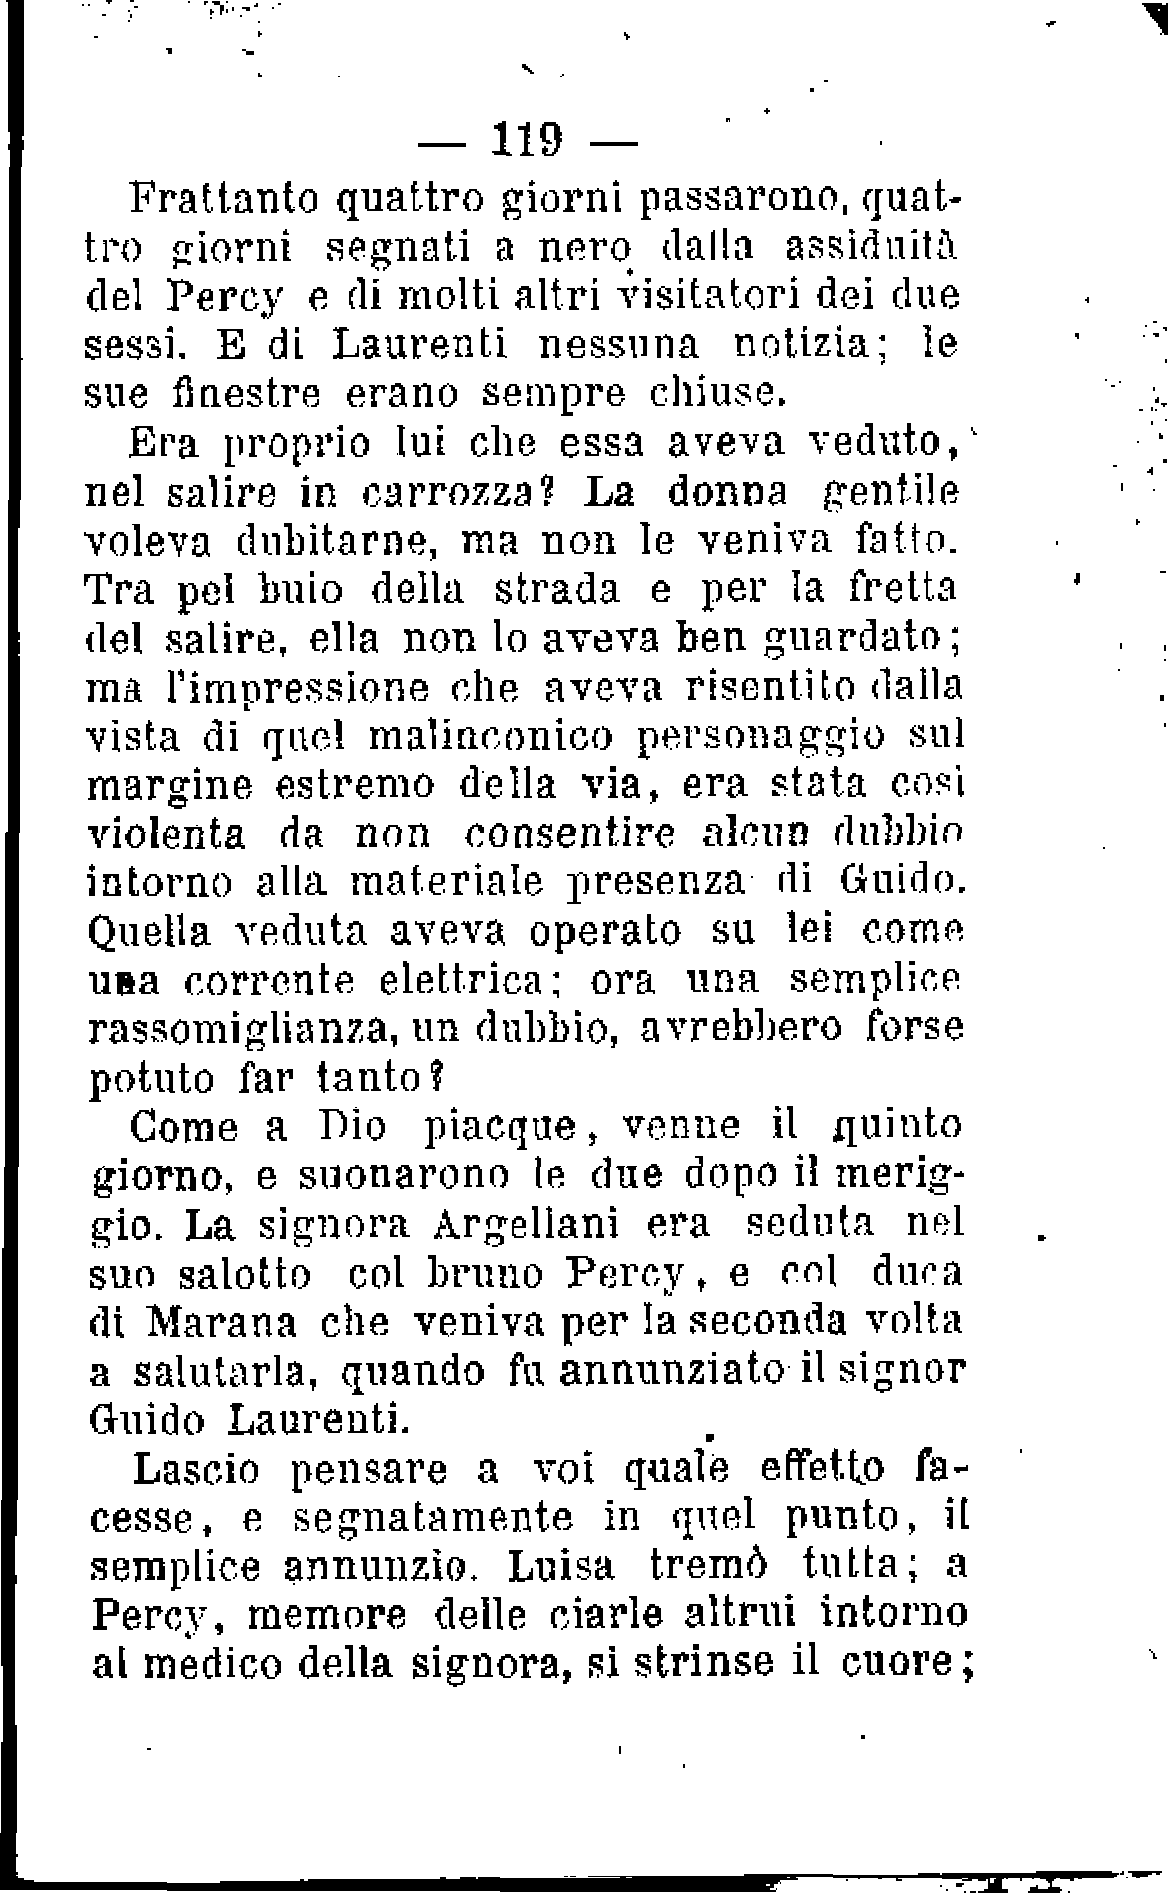 — 119 —
Frattanto quattro giorni passarono, quat-
tro giorni segnati a nero dalla assiduità
del Percy e di molti altri visitatori dei due
sessi. E di Laurenti nessuna notizia; le
sue finestre erano sempre chiuse.
Era proprio lui che essa aveva veduto,
nel salire in carrozza? La donna gentile
voleva dubitarne, ma non le veniva fatto.
Tra pel buio della strada e per la fretta
del salire, ella non lo aveva ben guardato;
ma l'impressione che aveva risentito dalla
vista di quel malinconico personaggio sul
margine estremo della via, era stata così
violenta da non consentire alcun dubbio
intorno alla materiale presenza di Guido.
Quella veduta aveva operato su lei come
una corrente elettrica; ora una semplice
rassomiglianza, un dubbio, avrebbero forse
potuto far tanto?
Come a Dio piacque, venne il quinto
giorno, e suonarono le due dopo il merig-
gio. La signora Argellani era seduta nel
suo salotto col bruno Percy, e col duca
di Marana che veniva per la seconda volta
a salutarla, quando fu annunziato il signor
Guido Laurenti.
Lascio pensare a voi quale effetto fa-
cesse, e segnatamente in quel punto, il
semplice annunzio. Luisa tremò tutta; a
Percy, memore delle ciarle altrui intorno
al medico della signora, si strinse il cuore;